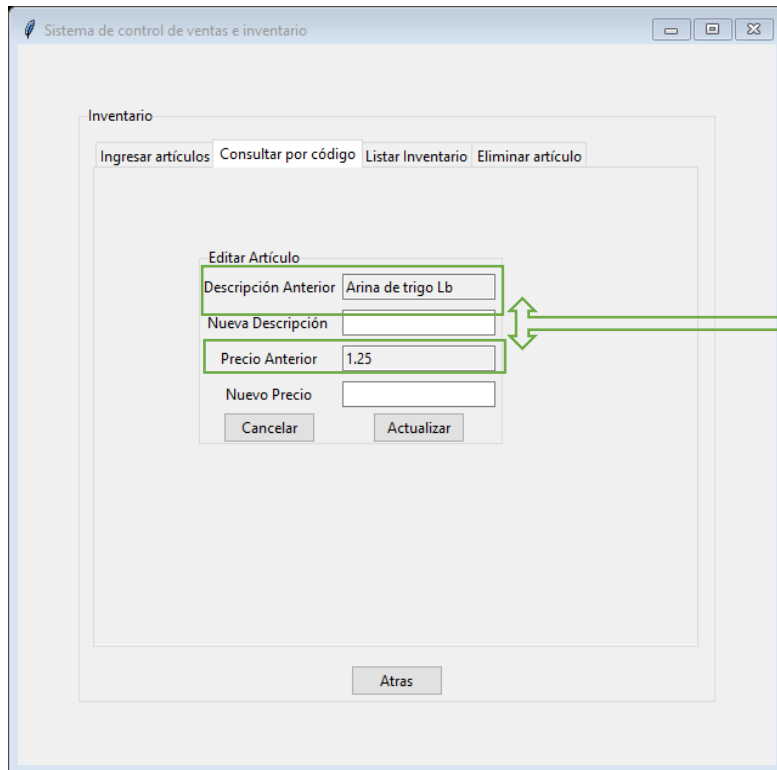 Sistema de control de ventas e inventario
Inventario
Ingresar artículos Consultar por código Listar Inventario Eliminar artículo
Editar Artículo
Descripción Anterior Arina de trigo Lb
Nueva Descripción
Precio Anterior 1.25
Nuevo Precio
Cancelar Actualizar
Atras